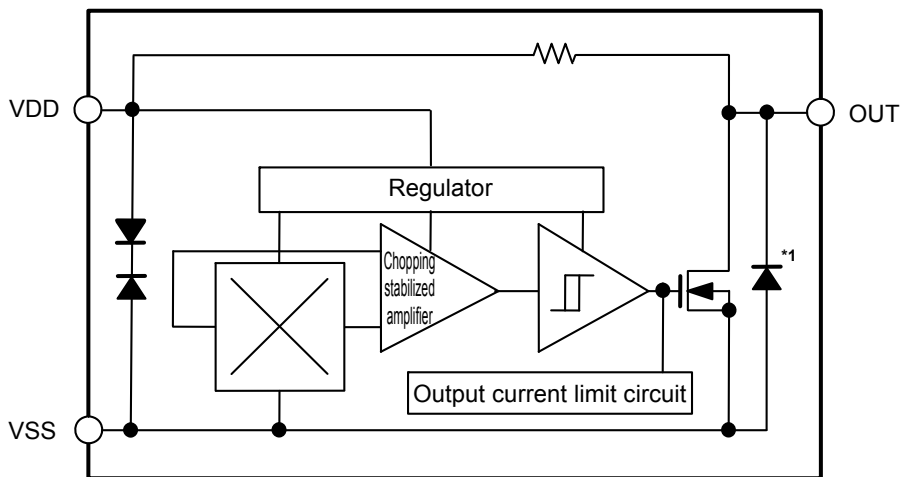 VDD
OUT
Regulator
Chopping
stabilized
amplifier
*1
Output current limit circuit
VSS